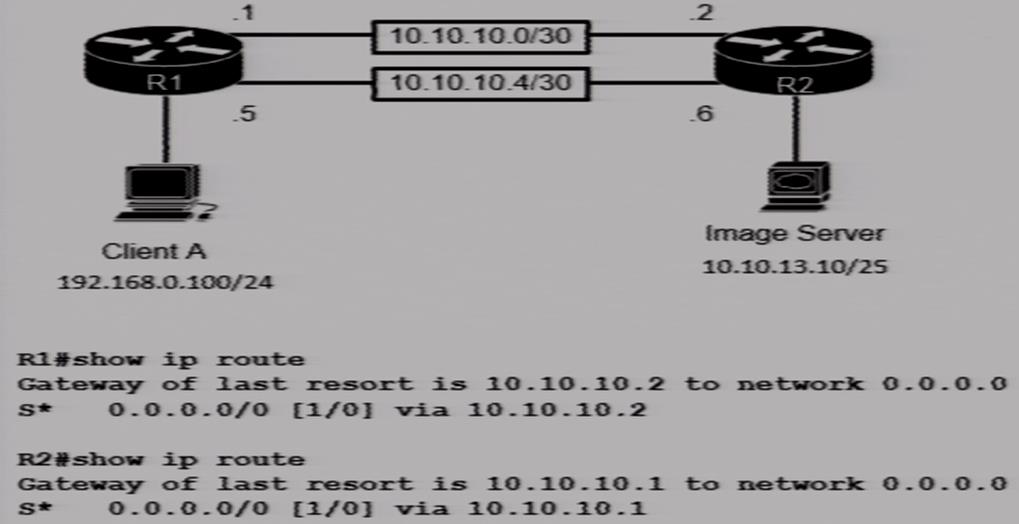 .1
10.10.10.0/30
.2
R1
10.10.10.4/30
R2
.5
.6
Client A
192.168.0.100/24
Image Server
10.10.13.10/25
R1#show ip route
Gateway of last resort is 10.10.10.2 to network 0.0.0.0
S* 0.0.0.0/0 [1/0] via 10.10.10.2
R2#show ip route
Gateway of last resort is 10.10.10.1 to network 0.0.0.0
S* 0.0.0.0/0 [1/0] via 10.10.10.1